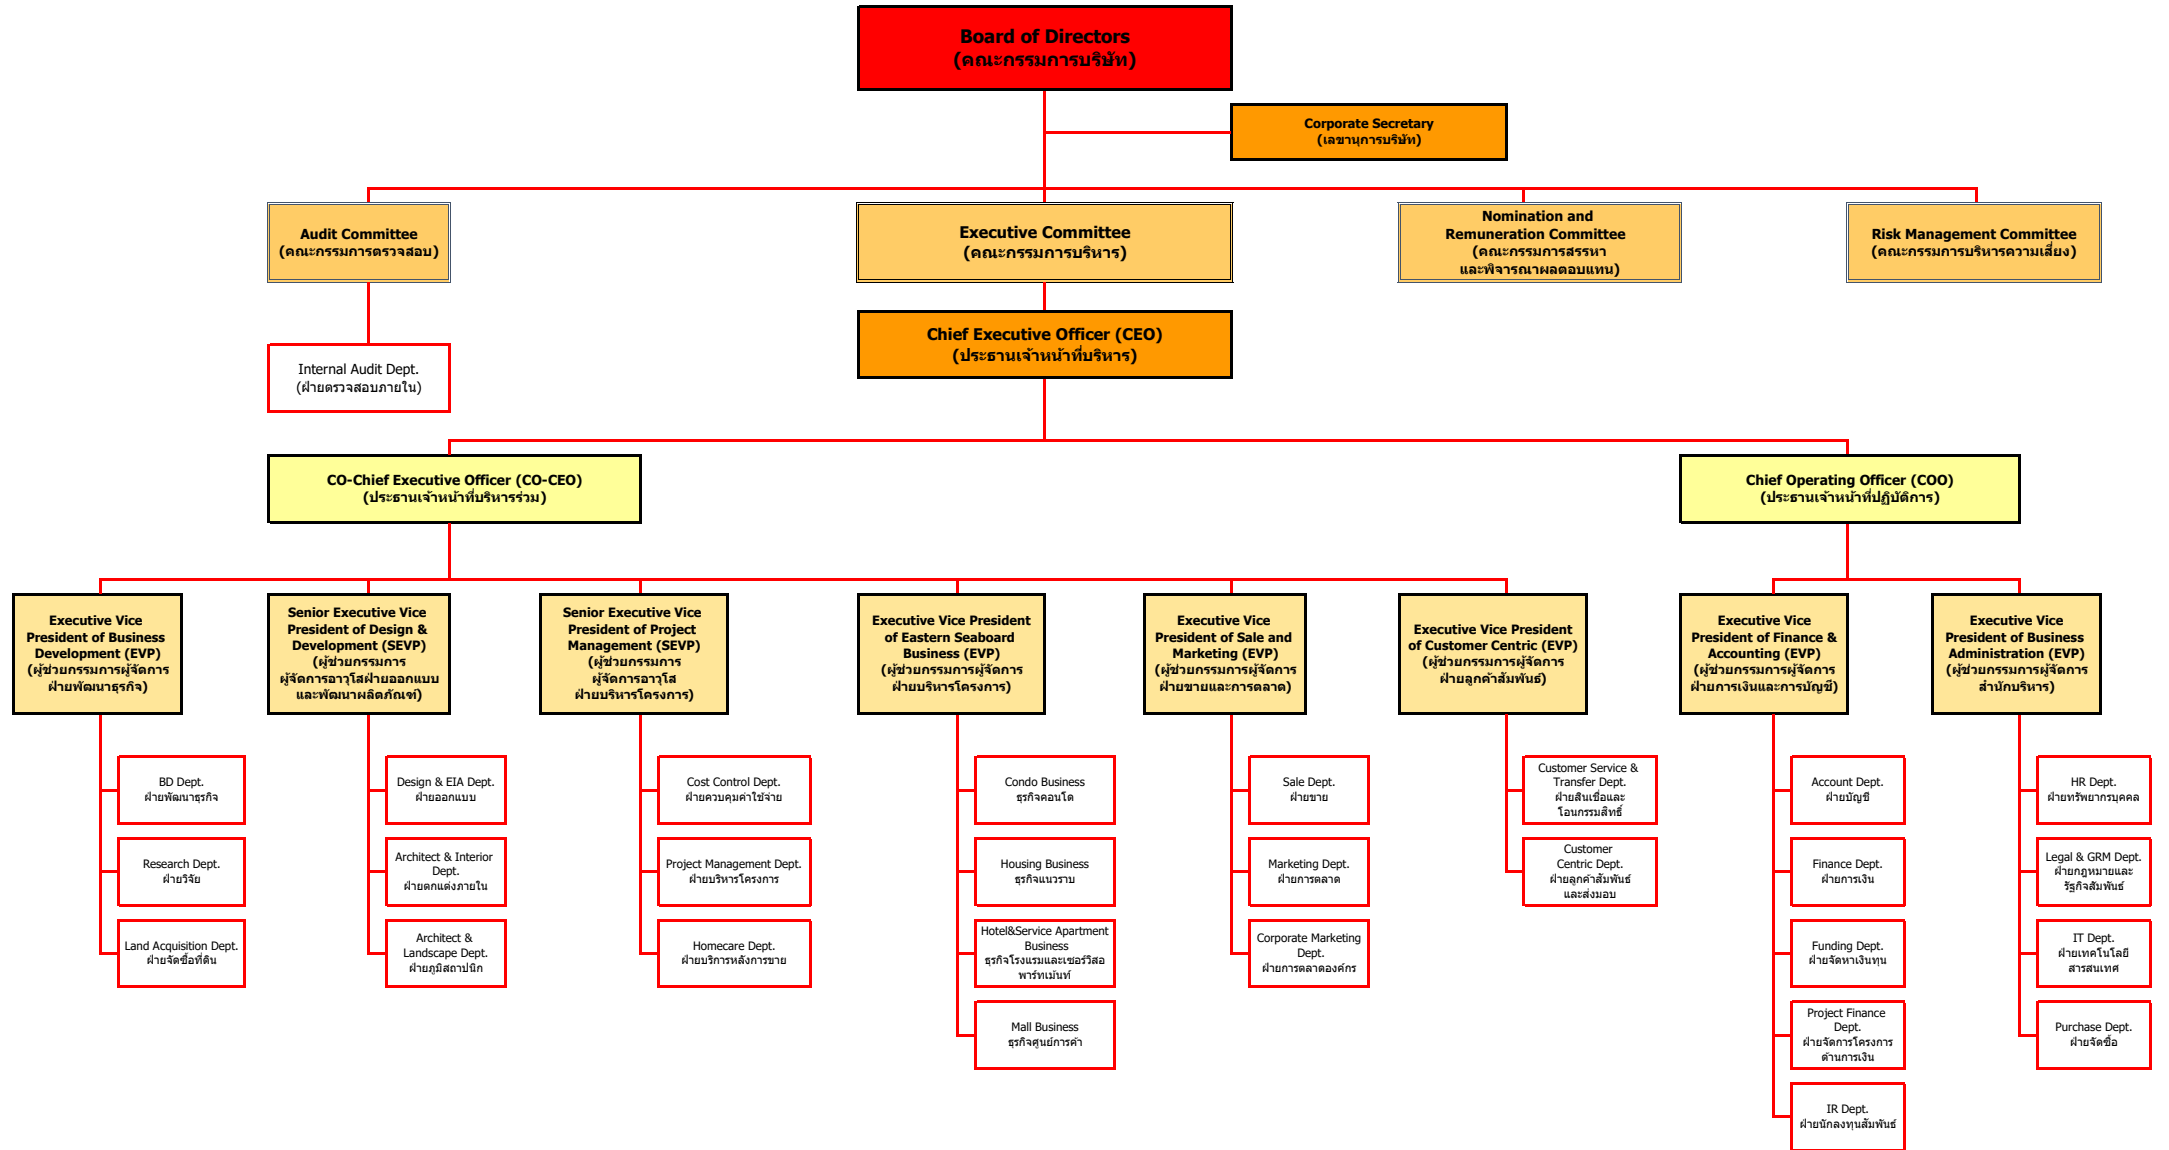 Board of Directors
(คณะกรรมการบริษัท)
Corporate Secretary
(เลขานุการบริษัท)
Audit Committee
(คณะกรรมการตรวจสอบ)
Executive Committee
(คณะกรรมการบริหาร)
Nomination and
Remuneration Committee
(คณะกรรมการสรรหา
และพิจารณาผลตอบแทน)
Risk Management Committee
(คณะกรรมการบริหารความเสี่ยง)
Chief Executive Officer (CEO)
(ประธานเจ้าหน้าที่บริหาร)
Internal Audit Dept.
(ฝ่ายตรวจสอบภายใน)
CO-Chief Executive Officer (CO-CEO)
(ประธานเจ้าหน้าที่บริหารร่วม)
Chief Operating Officer (COO)
(ประธานเจ้าหน้าที่ปฏิบัติการ)
Executive Vice
President of Business
Development (EVP)
(ผู้ช่วยกรรมการผู้จัดการ
ฝ่ายพัฒนาธุรกิจ)
Senior Executive Vice
President of Design &
Development (SEVP)
(ผู้ช่วยกรรมการ
ผู้จัดการอาวุโสฝ่ายออกแบบ
และพัฒนาผลิตภัณฑ์)
Senior Executive Vice
President of Project
Management (SEVP)
(ผู้ช่วยกรรมการ
ผู้จัดการอาวุโส
ฝ่ายบริหารโครงการ)
Executive Vice President
of Eastern Seaboard
Business (EVP)
(ผู้ช่วยกรรมการผู้จัดการ
ฝ่ายบริหารโครงการ)
Executive Vice
President of Sale and
Marketing (EVP)
(ผู้ช่วยกรรมการผู้จัดการ
ฝ่ายขายและการตลาด)
Executive Vice President
of Customer Centric (EVP)
(ผู้ช่วยกรรมการผู้จัดการ
ฝ่ายลูกค้าสัมพันธ์)
Executive Vice
President of Finance &
Accounting (EVP)
(ผู้ช่วยกรรมการผู้จัดการ
ฝ่ายการเงินและการบัญชี)
Executive Vice
President of Business
Administration (EVP)
(ผู้ช่วยกรรมการผู้จัดการ
สำนักบริหาร)
BD Dept.
ฝ่ายพัฒนาธุรกิจ
Design & EIA Dept.
ฝ่ายออกแบบ
Cost Control Dept.
ฝ่ายควบคุมค่าใช้จ่าย
Condo Business
ธุรกิจคอนโด
Sale Dept.
ฝ่ายขาย
Customer Service &
Transfer Dept.
ฝ่ายสินเชื่อและ
โอนกรรมสิทธิ์
Account Dept.
ฝ่ายบัญชี
HR Dept.
ฝ่ายทรัพยากรบุคคล
Research Dept.
ฝ่ายวิจัย
Architect & Interior
Dept.
ฝ่ายตกแต่งภายใน
Project Management Dept.
ฝ่ายบริหารโครงการ
Housing Business
ธุรกิจแนวราบ
Marketing Dept.
ฝ่ายการตลาด
Customer
Centric Dept.
ฝ่ายลูกค้าสัมพันธ์
และส่งมอบ
Finance Dept.
ฝ่ายการเงิน
Legal & GRM Dept.
ฝ่ายกฎหมายและ
รัฐกิจสัมพันธ์
Land Acquisition Dept.
ฝ่ายจัดซื้อที่ดิน
Architect &
Landscape Dept.
ฝ่ายภูมิสถาปนิก
Homecare Dept.
ฝ่ายบริการหลังการขาย
Hotel&Service Apartment
Business
ธุรกิจโรงแรมและเซอร์วิสอ
พาร์ทเม้นท์
Corporate Marketing
Dept.
ฝ่ายการตลาดองค์กร
Funding Dept.
ฝ่ายจัดหาเงินทุน
IT Dept.
ฝ่ายเทคโนโลยี
สารสนเทศ
Mall Business
ธุรกิจศูนย์การค้า
Project Finance
Dept.
ฝ่ายจัดการโครงการ
ด้านการเงิน
Purchase Dept.
ฝ่ายจัดซื้อ
IR Dept.
ฝ่ายนักลงทุนสัมพันธ์